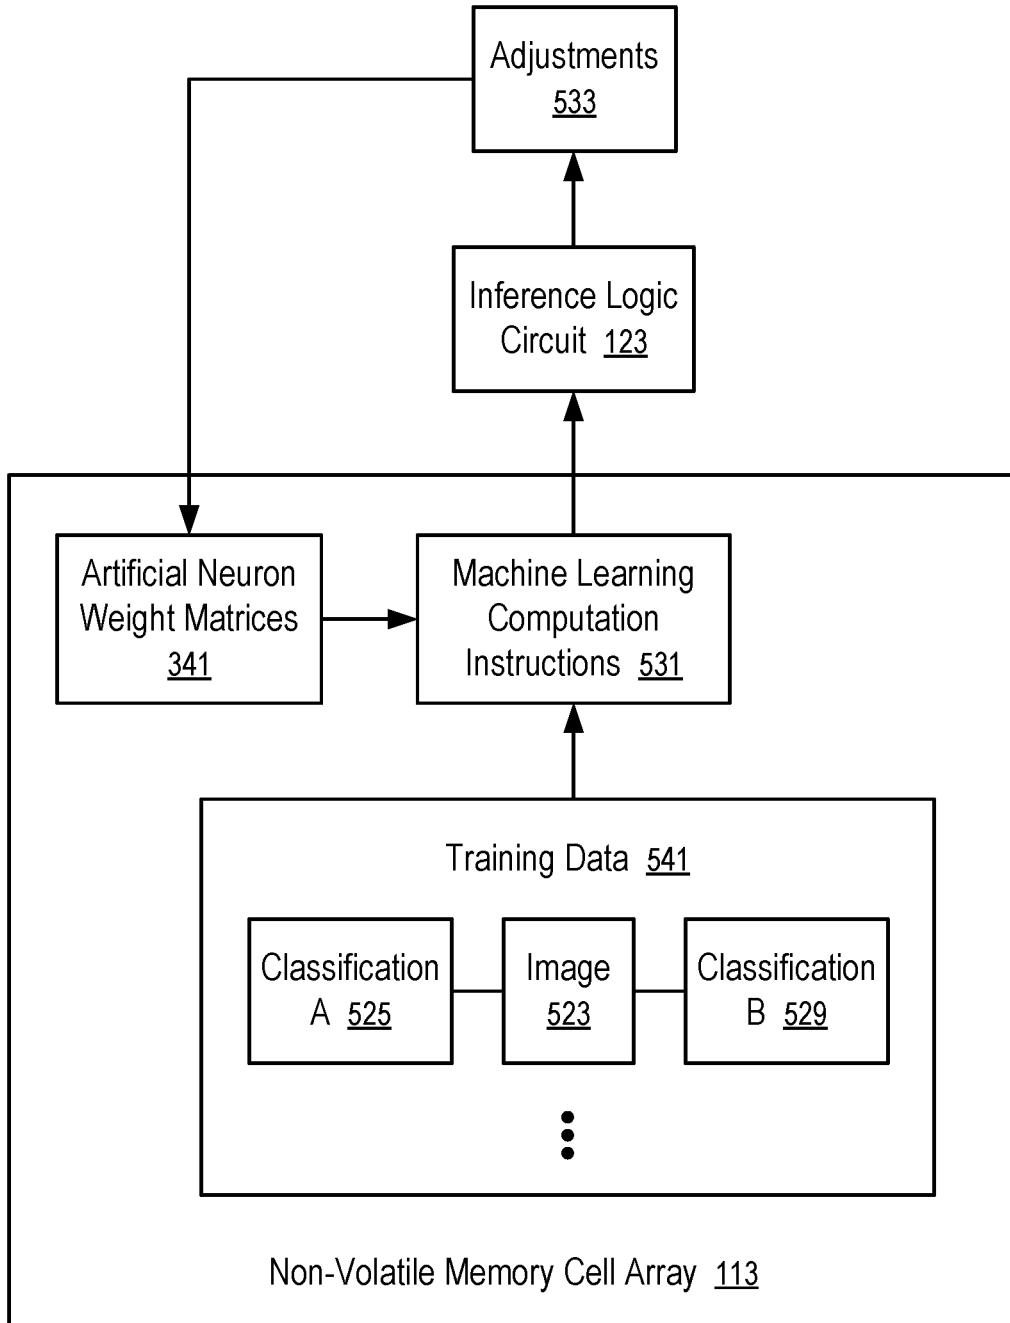 Adjustments
533
Inference Logic
Circuit 123
Artificial Neuron
Weight Matrices
341
Machine Learning
Computation
Instructions 531
Training Data 541
Classification
A 525
Image
523
Classification
B 529
Non-Volatile Memory Cell Array 113